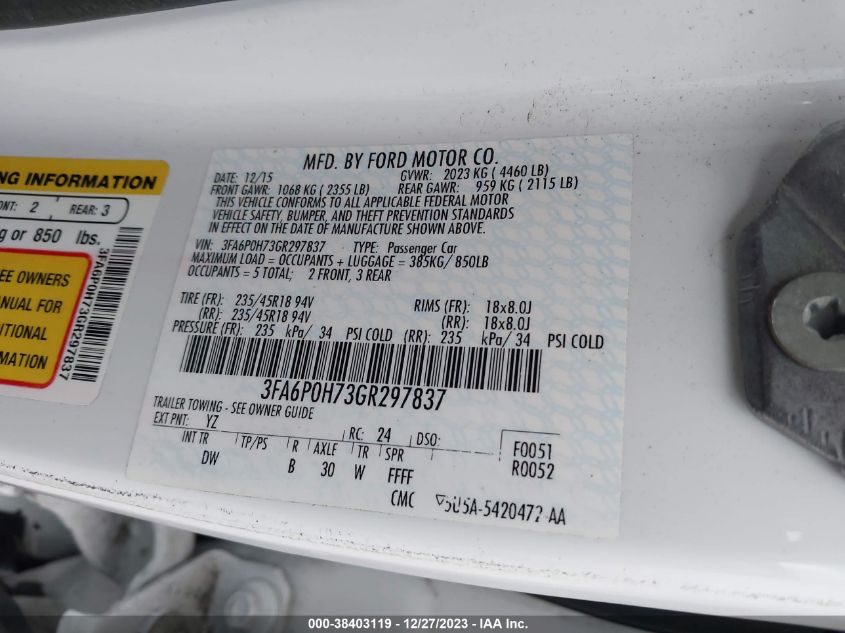 NG INFORMATION
NT: 2 REAR: 3
g or 850 lbs.
EE OWNERS
ANUAL FOR
ITIONAL
MATION
3FA6P0H73GR297837
MFD. BY FORD MOTOR CO.
DATE: 12/15 GVWR: 2023 KG ( 4460 LB)
FRONT GAWR: 1068 KG ( 2355 LB) REAR GAWR: 959 KG ( 2115 LB)
THIS VEHICLE CONFORMS TO ALL APPLICABLE FEDERAL MOTOR
VEHICLE SAFETY, BUMPER, AND THEFT PREVENTION STANDARDS
IN EFFECT ON THE DATE OF MANUFACTURE SHOWN ABOVE.
VIN: 3FA6P0H73GR297837 TYPE: Passenger Car
MAXIMUM LOAD = OCCUPANTS + LUGGAGE = 385KG/ 850LB
OCCUPANTS = 5 TOTAL; 2 FRONT, 3 REAR
TIRE (FR): 235/45R18 94V RIMS (FR): 18x8.0J
(RR): 235/45R18 94V (RR): 18x8.0J
PRESSURE (FR): 235 kPa/ 34 PSI COLD (RR): 235 kPa/ 34 PSI COLD
3FA6P0H73GR297837
TRAILER TOWING - SEE OWNER GUIDE
EXT PNT: YZ RC: 24 DSO: F0051
INT TR TP/PS R AXLE TR SPR R0052
DW B 30 W FFFF
CMC 5U5A-5420472-AA
000-38403119 - 12/27/2023 - IAA Inc.